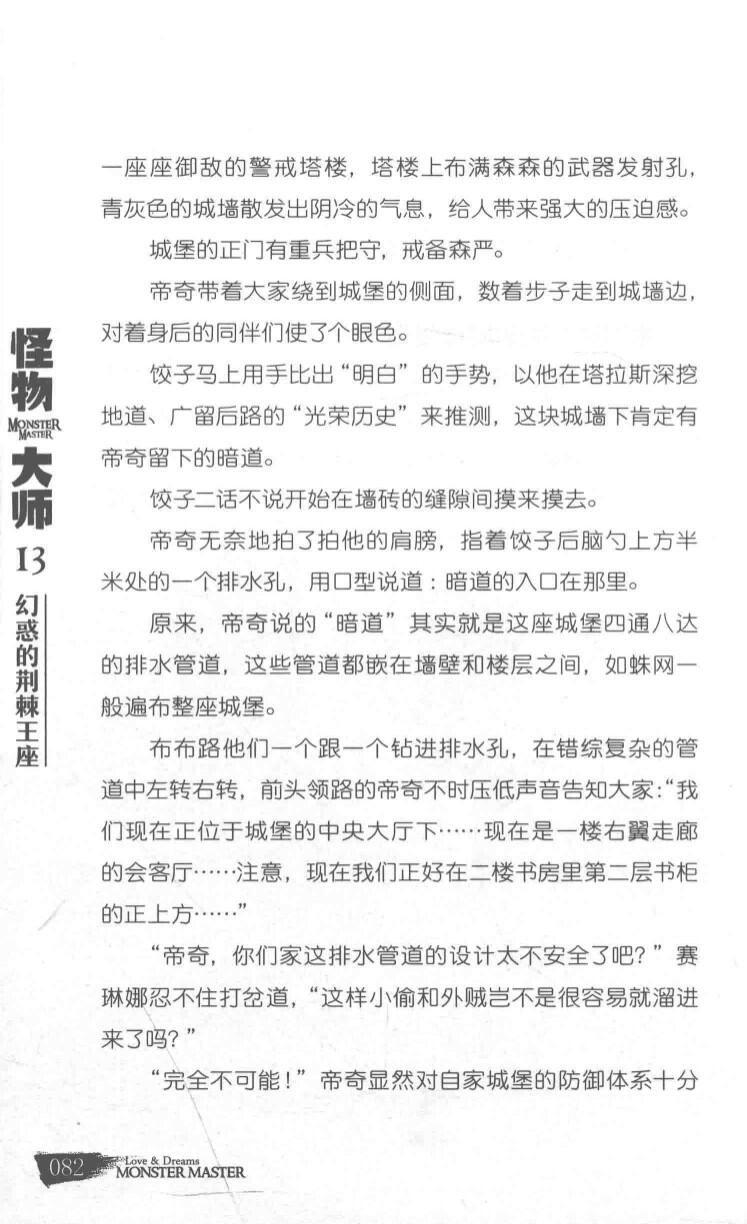 一座座御敌的警戒塔楼，塔楼上布满森森的武器发射孔，
青灰色的城墙散发出阴冷的气息，给人带来强大的压迫感。
城堡的正门有重兵把守，戒备森严。
帝奇带着大家绕到城堡的侧面，数着步子走到城墙边，
对着身后的同伴们使了个眼色。
饺子马上用手比出“明白”的手势，以他在塔拉斯深挖
地道、广留后路的“光荣历史”来推测，这块城墙下肯定有
帝奇留下的暗道。
饺子二话不说开始在墙砖的缝隙间摸来摸去。
帝奇无奈地拍了拍他的肩膀，指着饺子后脑勺上方半
米处的一个排水孔，用口型说道：暗道的入口在那里。
原来，帝奇说的“暗道”其实就是这座城堡四通八达
的排水管道，这些管道都嵌在墙壁和楼层之间，如蛛网一
般遍布整座城堡。
布布路他们一个跟一个钻进排水孔，在错综复杂的管
道中左转右转，前头领路的帝奇不时压低声音告知大家：“我
们现在正位于城堡的中央大厅下……现在是一楼右翼走廊
的会客厅……注意，现在我们正好在二楼书房里第二层书柜
的正上方……”
“帝奇，你们家这排水管道的设计太不安全了吧？”赛
琳娜忍不住打岔道，“这样小偷和外贼岂不是很容易就溜进
来了吗？”
“完全不可能！”帝奇显然对自家城堡的防御体系十分
怪物
MONSTER
MASTER
大师
13
幻惑的荆棘王座
082
Love & Dreams
MONSTER MASTER